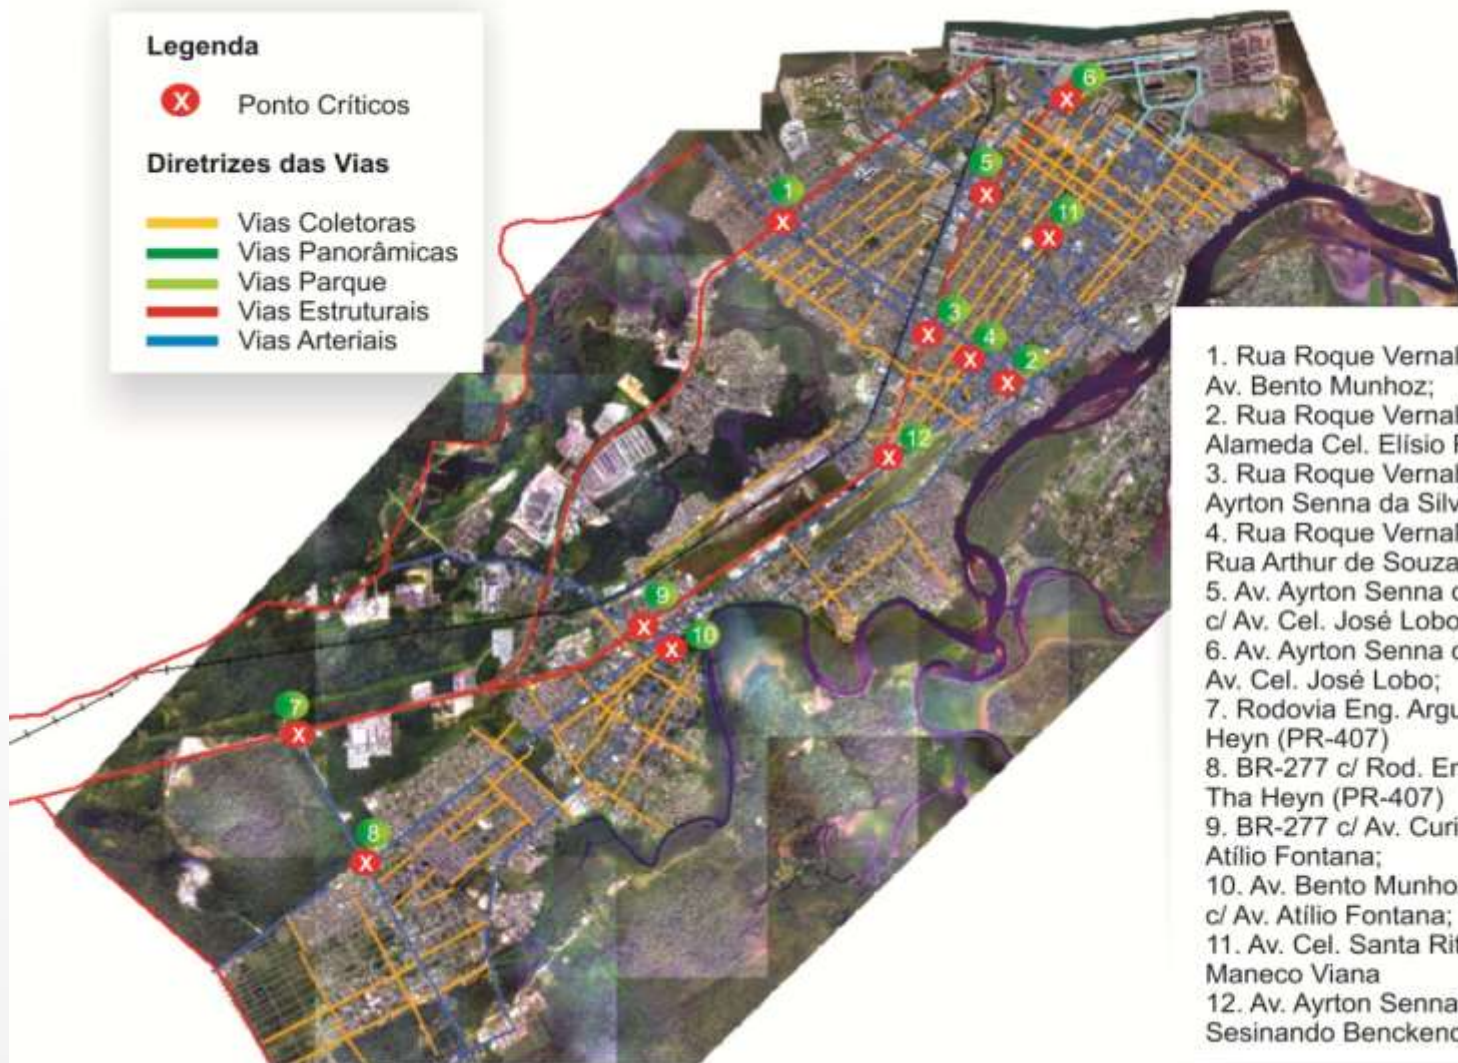 Legenda
X Ponto Críticos
Diretrizes das Vias
Vias Coletoras
Vias Panorâmicas
Vias Parque
Vias Estruturais
Vias Arteriais
6
5
1
11
3
4
2
12
9
10
7
8
1. Rua Roque Vernal
Av. Bento Munhoz;
2. Rua Roque Vernal
Alameda Cel. Elísio
3. Rua Roque Vernal
Ayrton Senna da Silv
4. Rua Roque Vernal
Rua Arthur de Souza
5. Av. Ayrton Senna
c/ Av. Cel. José Lobo
6. Av. Ayrton Senna
Av. Cel. José Lobo;
7. Rodovia Eng. Argu
Heyn (PR-407)
8. BR-277 c/ Rod.
Tha Heyn (PR-407)
9. BR-277 c/ Av. Curi
Atílio Fontana;
10. Av. Bento Munho
c/ Av. Atílio Fontana;
11. Av. Cel. Santa
Maneco Viana
12. Av. Ayrton Senna
Sesinando Benckend